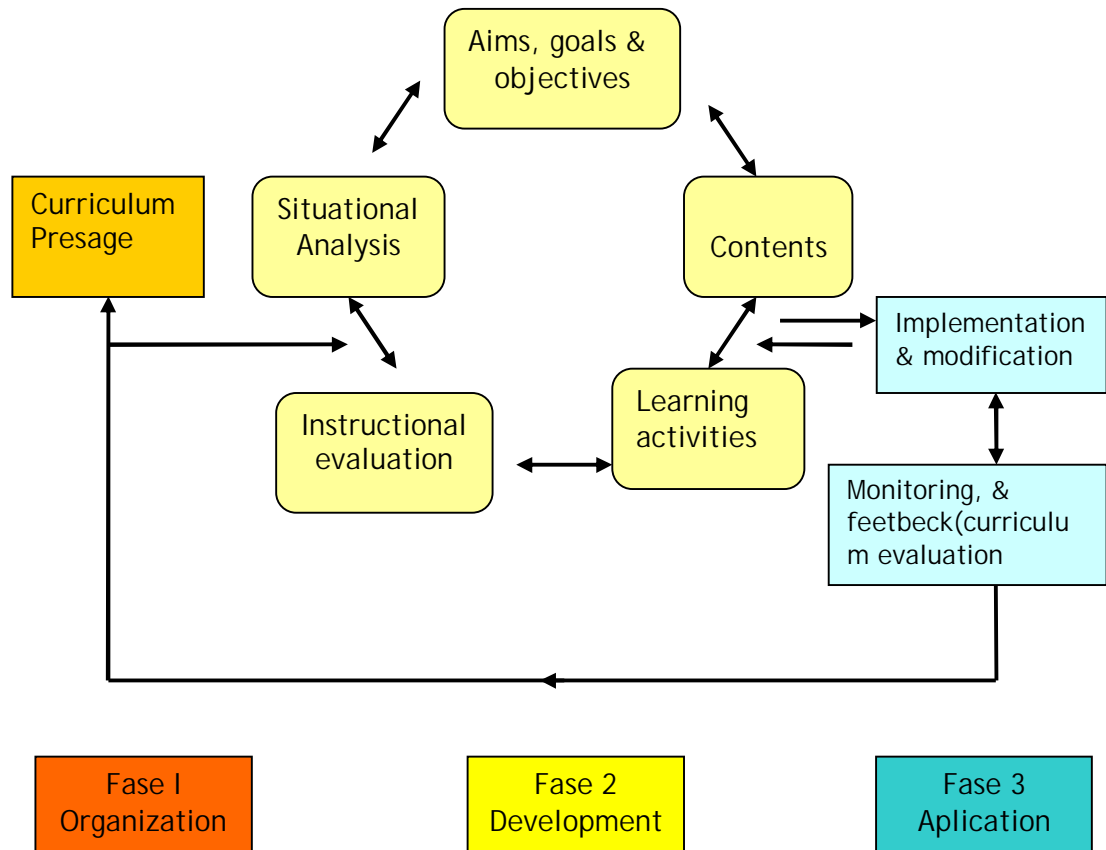 Aims, goals &
objectives
Curriculum
Presage
Situational
Analysis
Contents
Implementation
& modification
Instructional
evaluation
Learning
activities
Monitoring, &
feetbeck(curriculu
m evaluation
Fase I
Organization
Fase 2
Development
Fase 3
Aplication